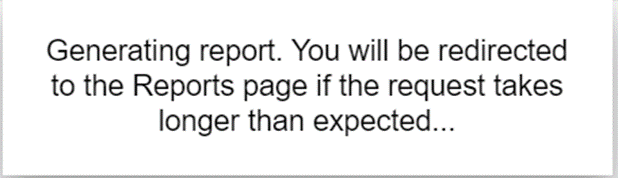 Generating report. You will be redirected
to the Reports page if the request takes
longer than expected...